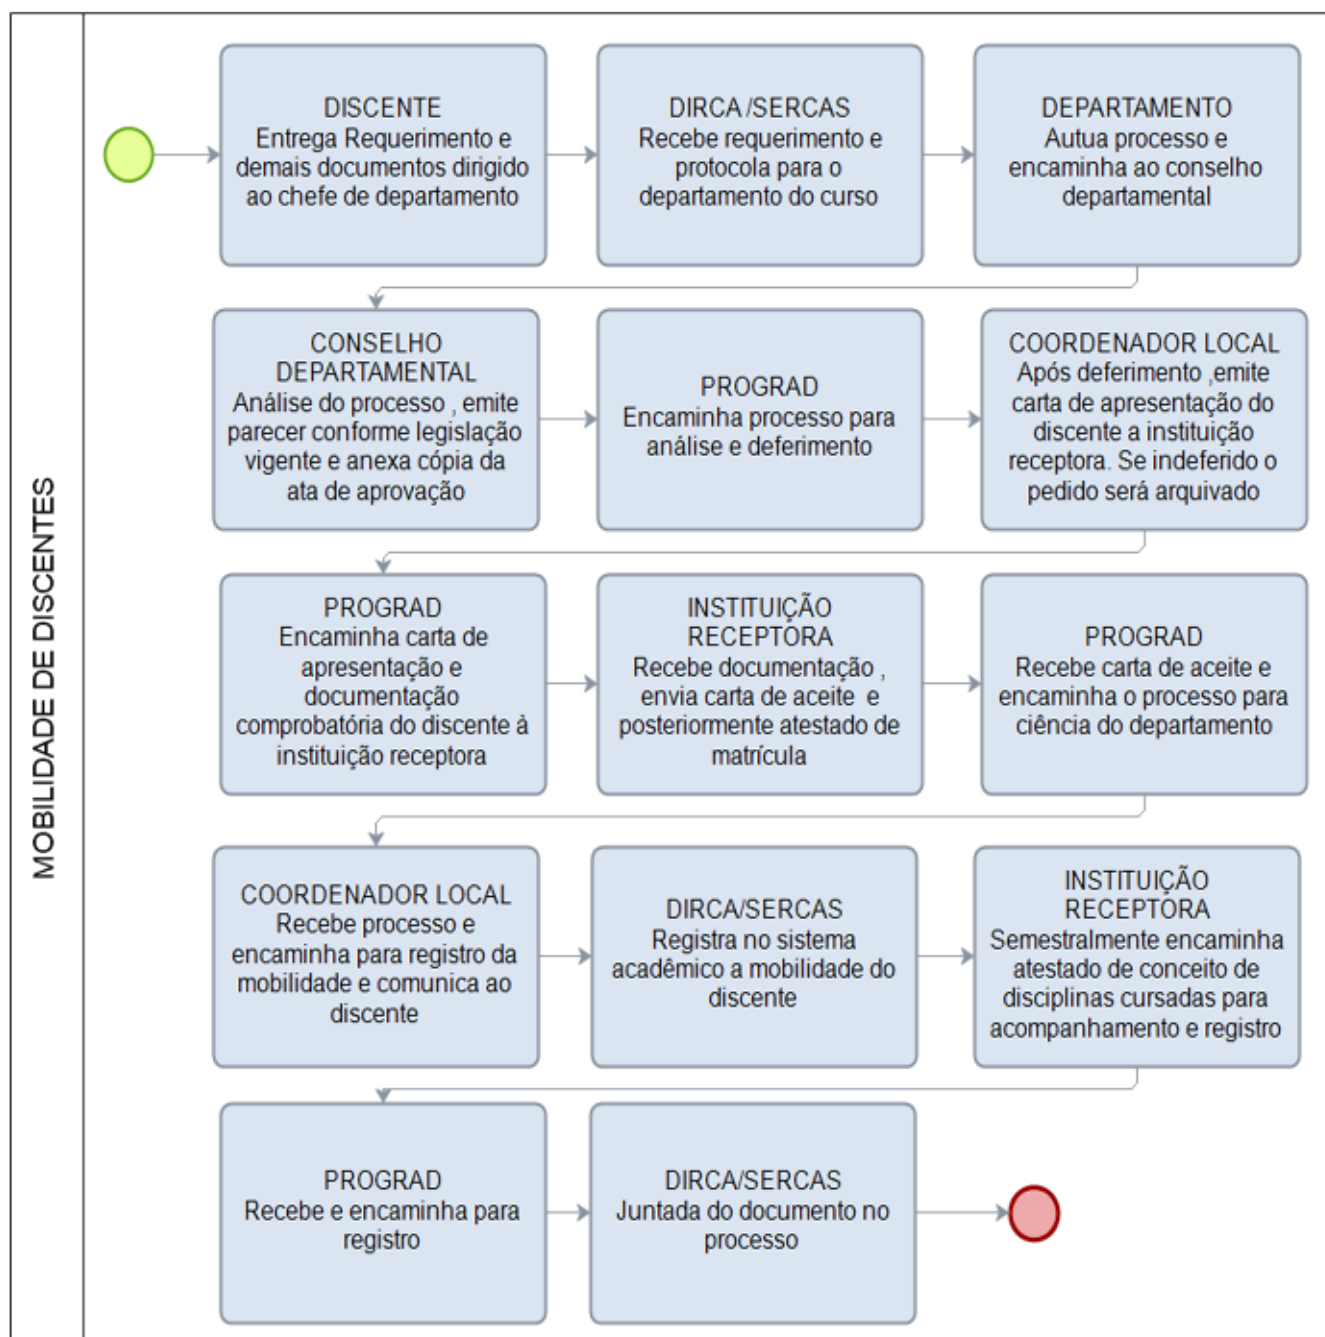 MOBILIDADE DE DISCENTES
DISCENTE
Entrega Requerimento e
demais documentos dirigido
ao chefe de departamento
DIRCA /SERCAS
Recebe requerimento e
protocola para o
departamento do curso
DEPARTAMENTO
Autua processo e
encaminha ao conselho
departamental
CONSELHO
DEPARTAMENTAL
Análise do processo , emite
parecer conforme legislação
vigente e anexa cópia da
ata de aprovação
PROGRAD
Encaminha processo para
análise e deferimento
COORDENADOR LOCAL
Após deferimento ,emite
carta de apresentação do
discente a instituição
receptora. Se indeferido o
pedido será arquivado
PROGRAD
Encaminha carta de
apresentação e
documentação
comprobatória do discente à
instituição receptora
INSTITUIÇÃO
RECEPTORA
Recebe documentação ,
envia carta de aceite e
posteriormente atestado de
matrícula
PROGRAD
Recebe carta de aceite e
encaminha o processo para
ciência do departamento
COORDENADOR LOCAL
Recebe processo e
encaminha para registro da
mobilidade e comunica ao
discente
DIRCA/SERCAS
Registra no sistema
acadêmico a mobilidade do
discente
INSTITUIÇÃO
RECEPTORA
Semestralmente encaminha
atestado de conceito de
disciplinas cursadas para
acompanhamento e registro
PROGRAD
Recebe e encaminha para
registro
DIRCA/SERCAS
Juntada do documento no
processo